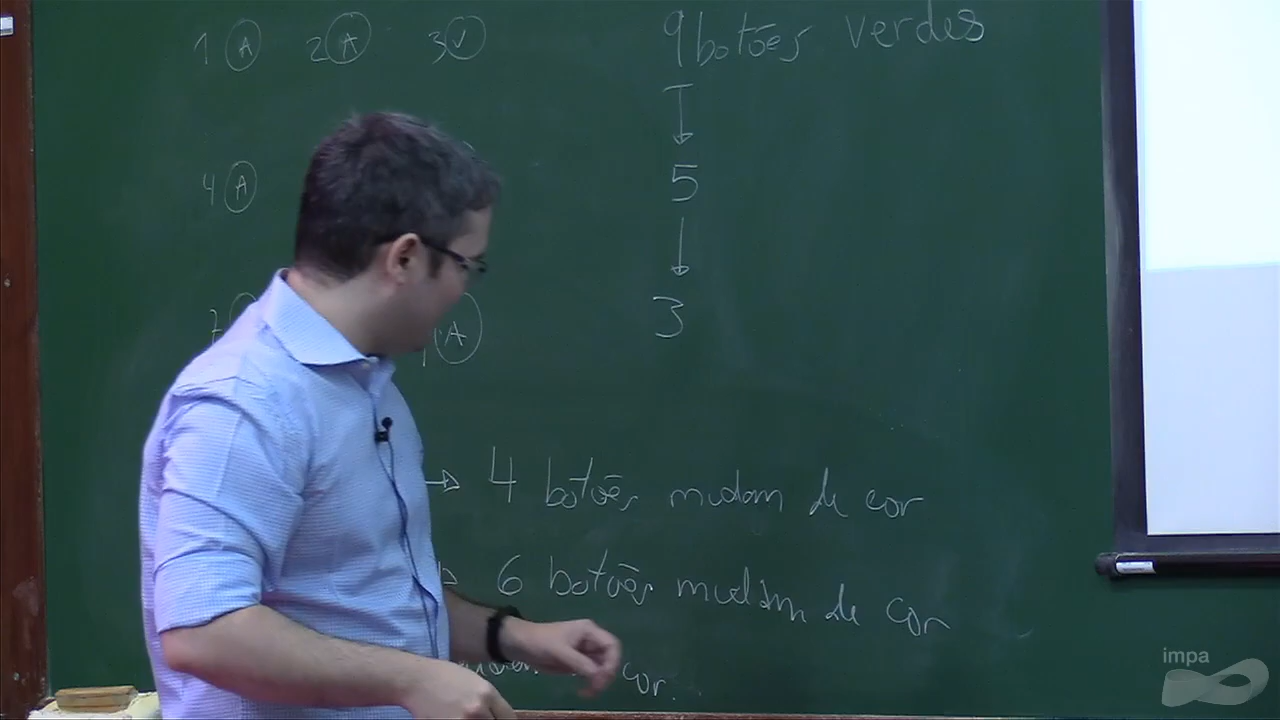 1 A 2 A 3 V
9 botões verdes
4 A
5
7
A
3
→ 4 botões mudam de cor
6 botões mudam de cor
cor.
impa